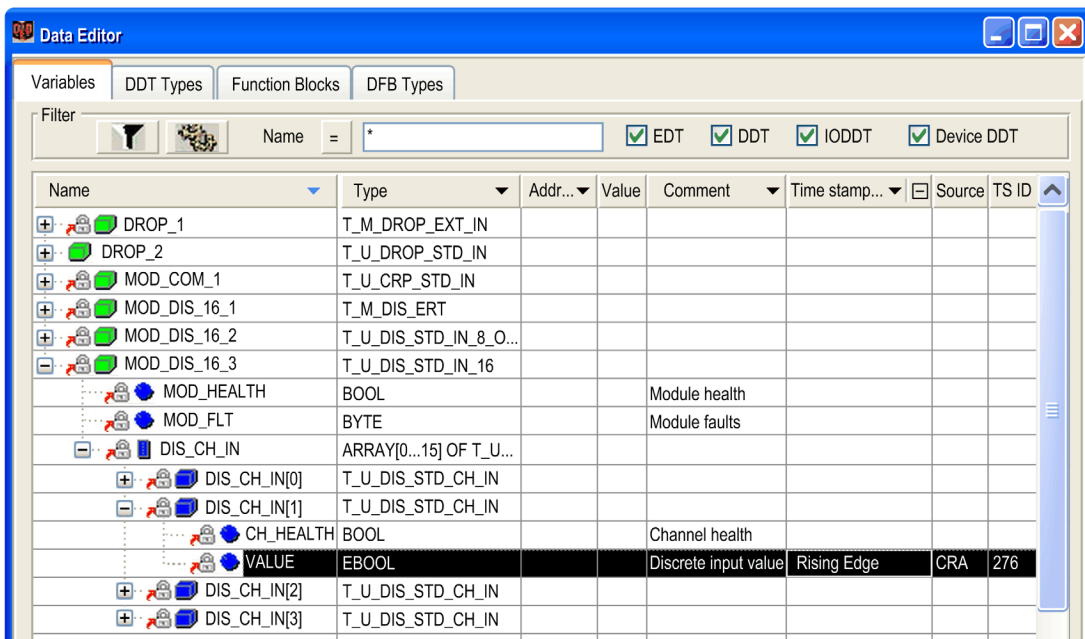 Data Editor
Variables DDT Types Function Blocks DFB Types
Filter
Name = * EDT DDT IODDT Device DDT
Name Type Addr... Value Comment Time stamp... Source TS ID
DROP_1 T_M_DROP_EXT_IN
DROP_2 T_U_DROP_STD_IN
MOD_COM_1 T_U_CRP_STD_IN
MOD_DIS_16_1 T_M_DIS_ERT
MOD_DIS_16_2 T_U_DIS_STD_IN_8_O...
MOD_DIS_16_3 T_U_DIS_STD_IN_16
MOD_HEALTH BOOL Module health
MOD_FLT BYTE Module faults
DIS_CH_IN ARRAY[0...15] OF T_U...
DIS_CH_IN[0] T_U_DIS_STD_CH_IN
DIS_CH_IN[1] T_U_DIS_STD_CH_IN
CH_HEALTH BOOL Channel health
VALUE EBOOL Discrete input value Rising Edge CRA 276
DIS_CH_IN[2] T_U_DIS_STD_CH_IN
DIS_CH_IN[3] T_U_DIS_STD_CH_IN